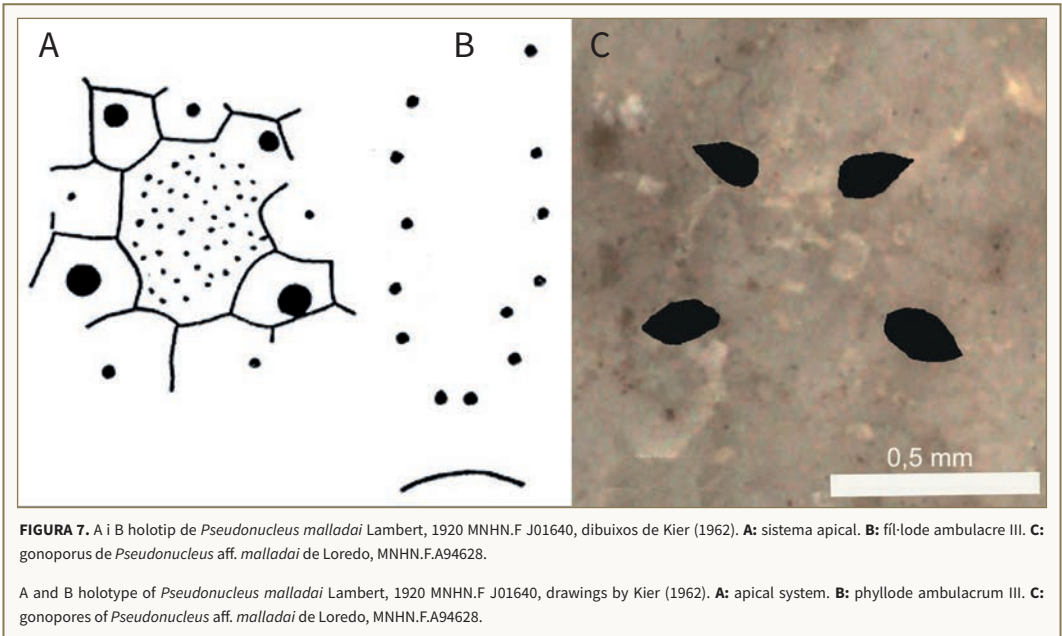 A
B
C
0,5 mm
FIGURA 7. A i B holotip de Pseudonucleus malladai Lambert, 1920 MNHN.F J01640, dibuixos de Kier (1962). A: sistema apical. B: fíl·lode ambulacre III. C:
gonoporus de Pseudonucleus aff. malladai de Loredo, MNHN.F.A94628.
A and B holotype of Pseudonucleus malladai Lambert, 1920 MNHN.F J01640, drawings by Kier (1962). A: apical system. B: phyllode ambulacrum III. C:
gonopores of Pseudonucleus aff. malladai de Loredo, MNHN.F.A94628.